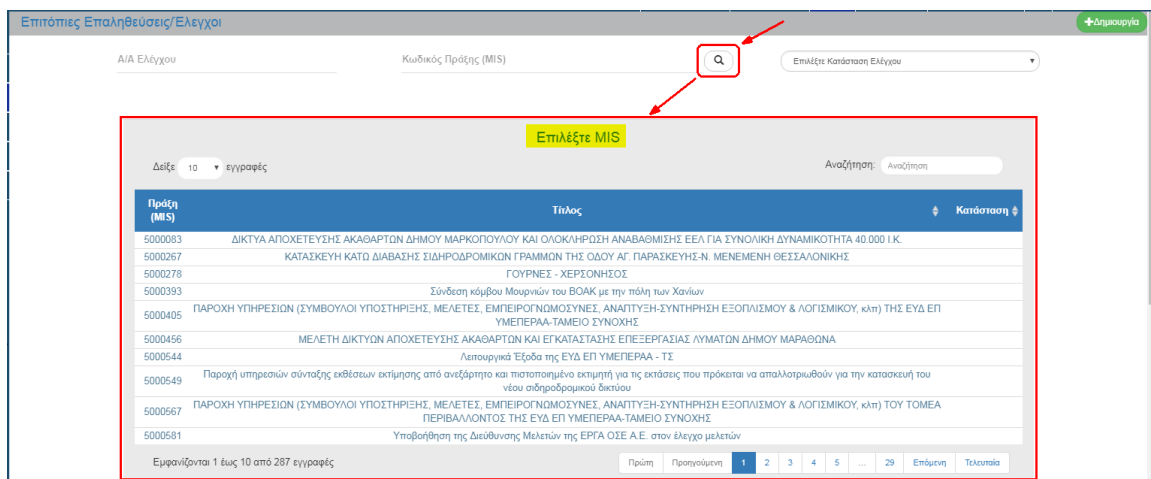 Επιτόπιες Επαληθεύσεις/Έλεγχοι
+Δημιουργία
Α/Α Ελέγχου
Κωδικός Πράξης (MIS)
Επιλέξτε Κατάσταση Ελέγχου
Επιλέξτε MIS
Δείξε 10 εγγραφές
Αναζήτηση: Αναζήτηση
Πράξη (MIS) Τίτλος Κατάσταση
5000083 ΔΙΚΤΥΑ ΑΠΟΧΕΤΕΥΣΗΣ ΑΚΑΘΑΡΤΩΝ ΔΗΜΟΥ ΜΑΡΚΟΠΟΥΛΟΥ ΚΑΙ ΟΛΟΚΛΗΡΩΣΗ ΑΝΑΒΑΘΜΙΣΗΣ ΕΕΛ ΓΙΑ ΣΥΝΟΛΙΚΗ ΔΥΝΑΜΙΚΟΤΗΤΑ 40.000 Ι.Κ.
5000267 ΚΑΤΑΣΚΕΥΗ ΚΑΤΩ ΔΙΑΒΑΣΗΣ ΣΙΔΗΡΟΔΡΟΜΙΚΩΝ ΓΡΑΜΜΩΝ ΤΗΣ ΟΔΟΥ ΑΓ. ΠΑΡΑΣΚΕΥΗΣ-Ν. ΜΕΝΕΜΕΝΗ ΘΕΣΣΑΛΟΝΙΚΗΣ
5000278 ΓΟΥΡΝΕΣ - ΧΕΡΣΟΝΗΣΟΣ
5000393 Σύνδεση κόμβου Μουρνιών του ΒΟΑΚ με την πόλη των Χανίων
5000405 ΠΑΡΟΧΗ ΥΠΗΡΕΣΙΩΝ (ΣΥΜΒΟΥΛΟΙ ΥΠΟΣΤΗΡΙΞΗΣ, ΜΕΛΕΤΕΣ, ΕΜΠΕΙΡΟΓΝΩΜΟΣΥΝΕΣ, ΑΝΑΠΤΥΞΗ-ΣΥΝΤΗΡΗΣΗ ΕΞΟΠΛΙΣΜΟΥ & ΛΟΓΙΣΜΙΚΟΥ, κλπ) ΤΗΣ ΕΥΔ ΕΠ
ΥΜΕΠΕΡΑΑ-ΤΑΜΕΙΟ ΣΥΝΟΧΗΣ
5000456 ΜΕΛΕΤΗ ΔΙΚΤΥΩΝ ΑΠΟΧΕΤΕΥΣΗΣ ΑΚΑΘΑΡΤΩΝ ΚΑΙ ΕΓΚΑΤΑΣΤΑΣΗΣ ΕΠΕΞΕΡΓΑΣΙΑΣ ΛΥΜΑΤΩΝ ΔΗΜΟΥ ΜΑΡΑΘΩΝΑ
5000544 Λειτουργικά Έξοδα της ΕΥΔ ΕΠ ΥΜΕΠΕΡΑΑ - ΤΣ
5000549 Παροχή υπηρεσιών σύνταξης εκθέσεων εκτίμησης από ανεξάρτητο και πιστοποιημένο εκτιμητή για τις εκτάσεις που πρόκειται να απαλλοτριωθούν για την κατασκευή του
νέου σιδηροδρομικού δικτύου
5000567 ΠΑΡΟΧΗ ΥΠΗΡΕΣΙΩΝ (ΣΥΜΒΟΥΛΟΙ ΥΠΟΣΤΗΡΙΞΗΣ, ΜΕΛΕΤΕΣ, ΕΜΠΕΙΡΟΓΝΩΜΟΣΥΝΕΣ, ΑΝΑΠΤΥΞΗ-ΣΥΝΤΗΡΗΣΗ ΕΞΟΠΛΙΣΜΟΥ & ΛΟΓΙΣΜΙΚΟΥ, κλπ) ΤΟΥ ΤΟΜΕΑ
ΠΕΡΙΒΑΛΛΟΝΤΟΣ ΤΗΣ ΕΥΔ ΕΠ ΥΜΕΠΕΡΑΑ-ΤΑΜΕΙΟ ΣΥΝΟΧΗΣ
5000581 Υποβοήθηση της Διεύθυνσης Μελετών της ΕΡΓΑ ΟΣΕ Α.Ε. στον έλεγχο μελετών
Εμφανίζονται 1 έως 10 από 287 εγγραφές
Πρώτη Προηγούμενη 1 2 3 4 5 ... 29 Επόμενη Τελευταία